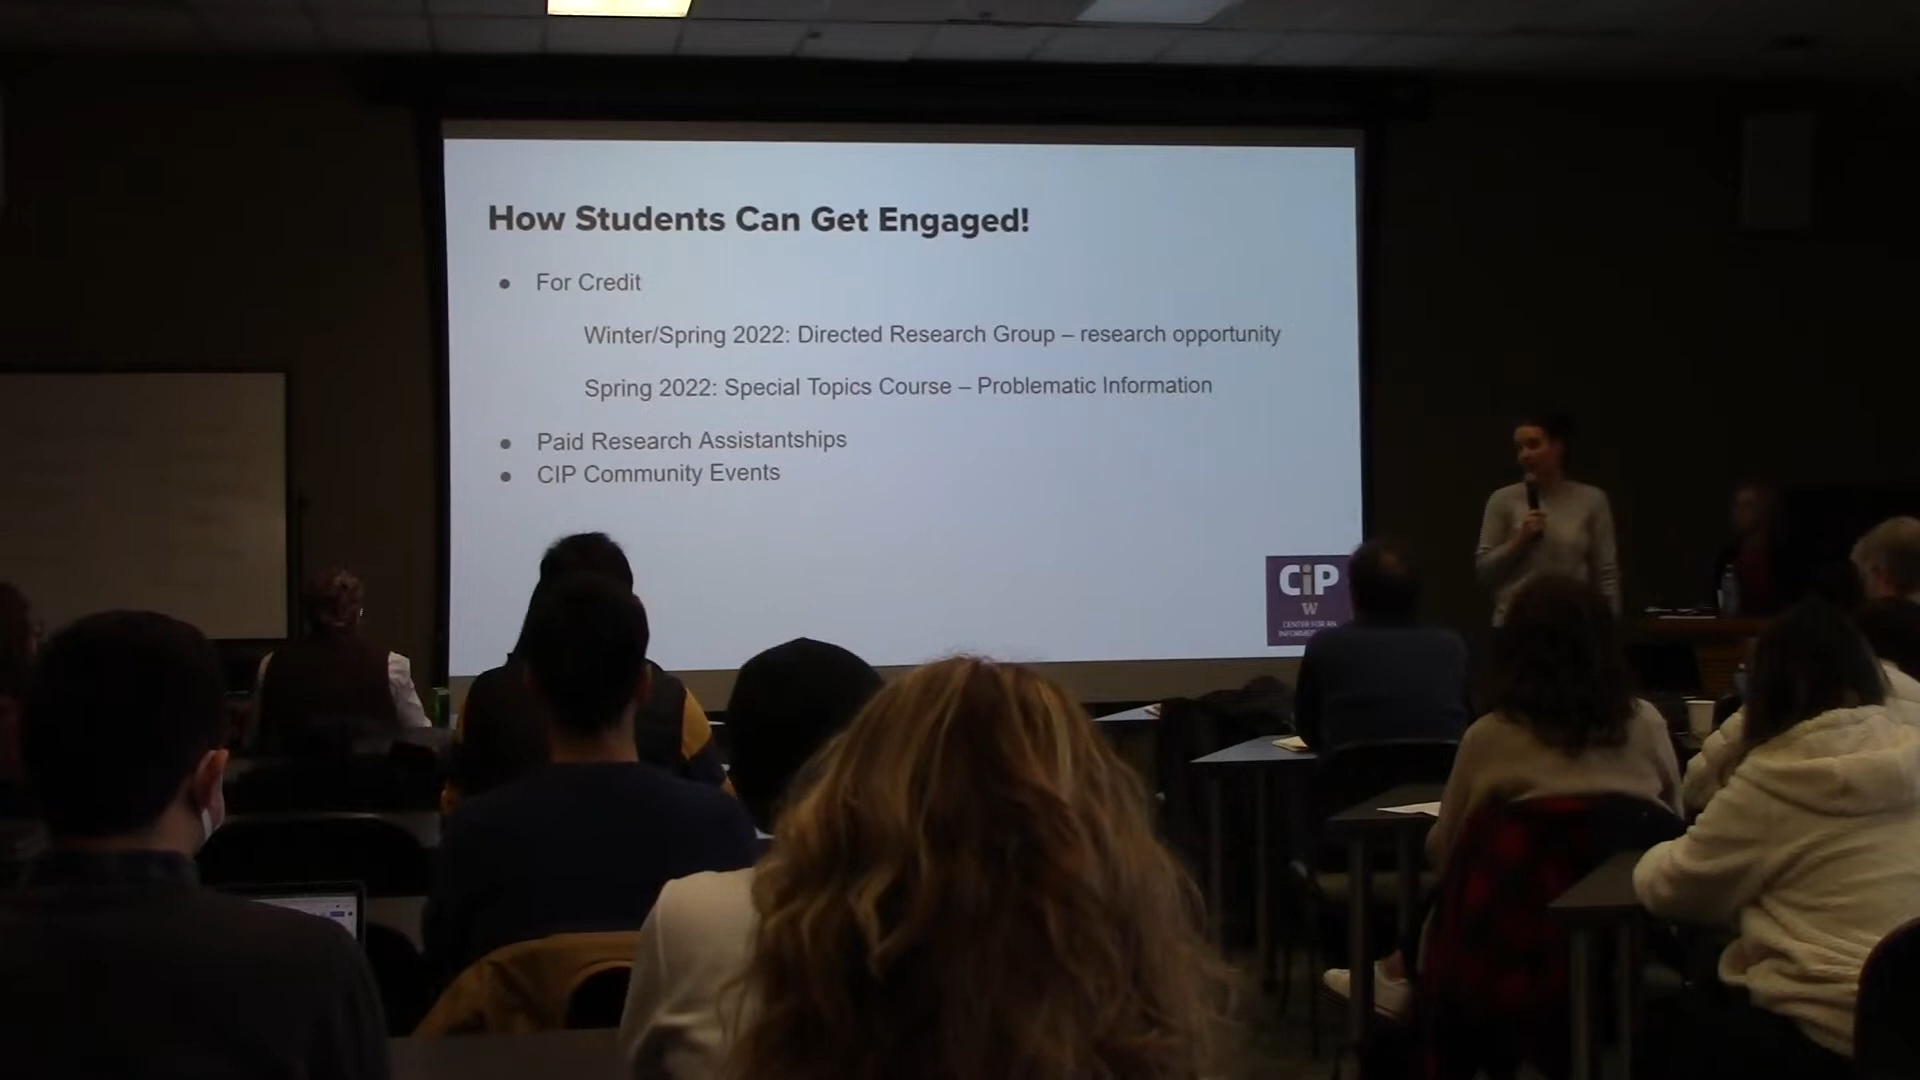 How Students Can Get Engaged!
● For Credit
Winter/Spring 2022: Directed Research Group – research opportunity
Spring 2022: Special Topics Course – Problematic Information
● Paid Research Assistantships
● CIP Community Events
CiP
W
CENTER FOR AN